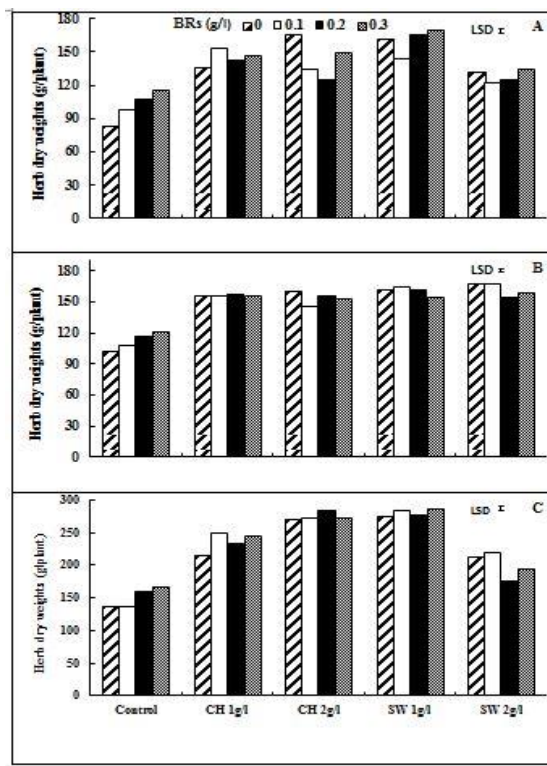 BRs (g/l) 0 0.1 0.2 0.3
LSD A
Herb dry weights (g/plant)
180
150
120
90
60
30
0
LSD B
Herb dry weights (g/plant)
180
150
120
90
60
30
0
LSD C
Herb dry weights (g/plant)
300
250
200
150
100
50
0
Control CH 1g/l CH 2g/l SW 1g/l SW 2g/l